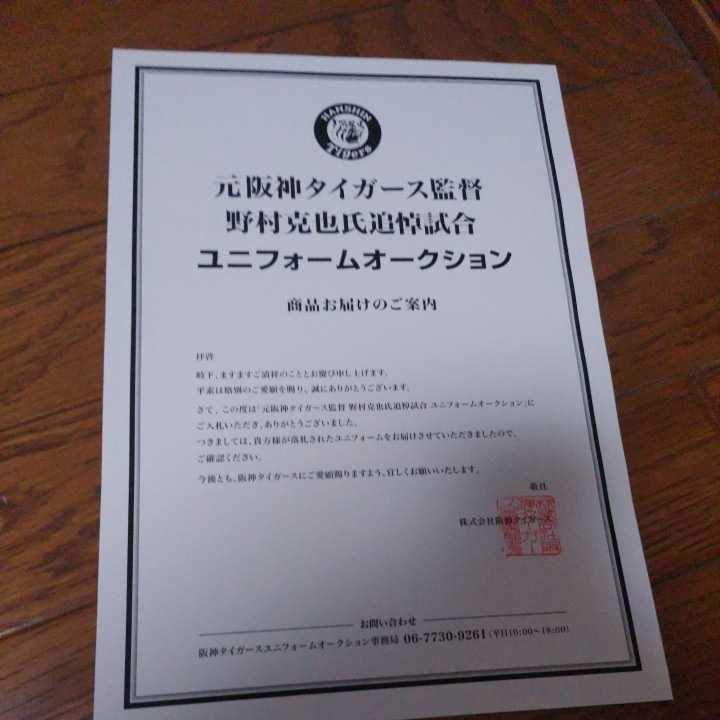 HANSHIN
Tigers
元阪神タイガース監督
野村克也氏追悼試合
ユニフォームオークション
商品お届けのご案内
拝啓
時下、ますますご清祥のこととお慶び申し上げます。
平素は格別のご愛顧を賜り、誠にありがとうございます。
さて、この度は「元阪神タイガース監督 野村克也氏追悼試合 ユニフォームオークション」に
ご入札いただき、ありがとうございました。
つきましては、貴方様が落札されたユニフォームをお届けさせていただきましたので、
ご確認ください。
今後とも、阪神タイガースにご愛顧賜りますよう、宜しくお願いいたします。
敬具
株式会社阪神タイガース
お問い合わせ
阪神タイガースユニフォームオークション事務局 06-7730-9261(平日10:00〜18:00)